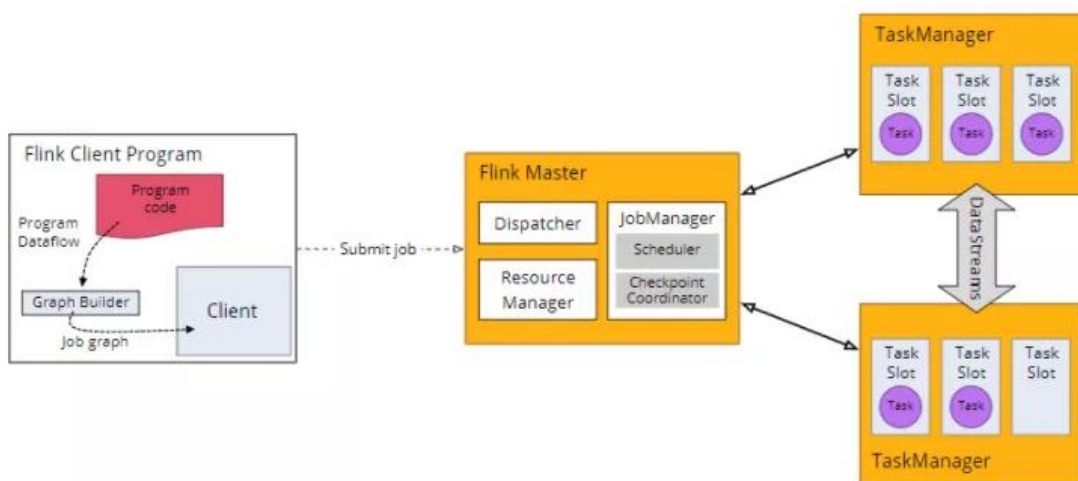 Flink Client Program
Program
code
Program
Dataflow
Graph Builder
Job graph
Client
Submit job
Flink Master
Dispatcher
Resource
Manager
JobManager
Scheduler
Checkpoint
Coordinator
TaskManager
Task
Slot
Task
Task
Slot
Task
Task
Slot
Task
DataStreams
Task
Slot
Task
Task
Slot
Task
Task
Slot
TaskManager